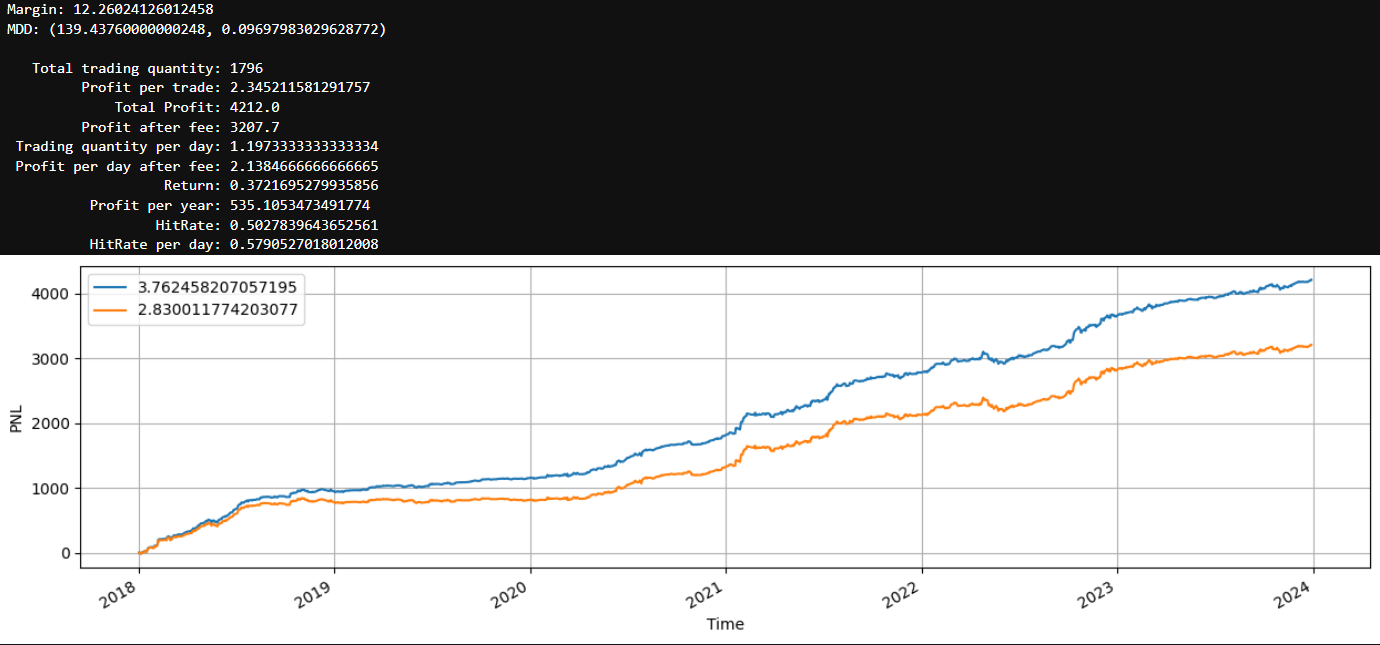 Margin: 12.26024126012458
MDD: (139.43760000000248, 0.09697983029628772)
Total trading quantity: 1796
Profit per trade: 2.345211581291757
Total Profit: 4212.0
Profit after fee: 3207.7
Trading quantity per day: 1.1973333333333334
Profit per day after fee: 2.1384666666666665
Return: 0.3721695279935856
Profit per year: 535.1053473491774
HitRate: 0.5027839643652561
HitRate per day: 0.5790527018012008
3.762458207057195
2.830011774203077
4000
3000
2000
1000
0
PNL
2018 2019 2020 2021 2022 2023 2024
Time